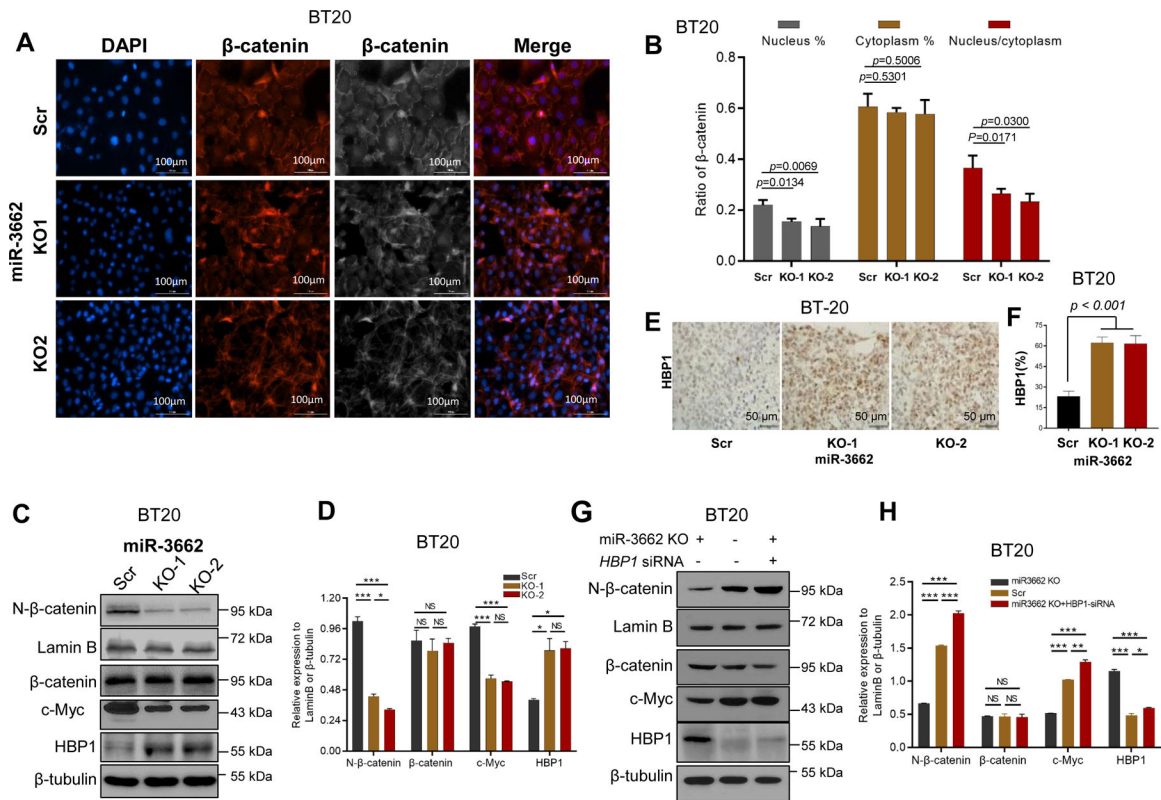 BT20
A
DAPI
β-catenin
β-catenin
Merge
miR-3662
Scr
100μm
100μm
100μm
100μm
KO1
100μm
100μm
100μm
100μm
KO2
100μm
100μm
100μm
100μm
B
BT20
Nucleus %
Cytoplasm %
Nucleus/cytoplasm
Ratio of β-catenin
0.8
0.6
0.4
0.2
0.0
p=0.0069
p=0.0134
p=0.5006
p=0.5301
p=0.0300
P=0.0171
Scr KO-1 KO-2
Scr KO-1 KO-2
Scr KO-1 KO-2
E
BT-20
HBP1
50 μm
50 μm
50 μm
Scr
KO-1
KO-2
miR-3662
F
BT20
p < 0.001
HBP1(%)
75
60
45
30
15
0
Scr KO-1 KO-2
miR-3662
C
BT20
miR-3662
Scr KO-1 KO-2
N-β-catenin
95 kDa
Lamin B
72 kDa
β-catenin
95 kDa
c-Myc
43 kDa
HBP1
55 kDa
β-tubulin
55 kDa
D
BT20
Scr
KO-1
KO-2
Relative expression to
LaminB or β-tubulin
1.20
0.96
0.72
0.48
0.24
0.00
***
*** *
NS
NS NS
***
*** NS
*
* NS
N-β-catenin
β-catenin
c-Myc
HBP1
G
BT20
miR-3662 KO + - +
HBP1 siRNA - - +
N-β-catenin
95 kDa
Lamin B
72 kDa
β-catenin
95 kDa
c-Myc
43 kDa
HBP1
55 kDa
β-tubulin
55 kDa
H
BT20
miR3662 KO
Scr
miR3662 KO+HBP1-siRNA
Relative expression to
LaminB or β-tubulin
2.5
2.0
1.5
1.0
0.5
0.0
***
*** ***
NS
NS NS
***
*** **
***
*** *
N-β-catenin
β-catenin
c-Myc
HBP1